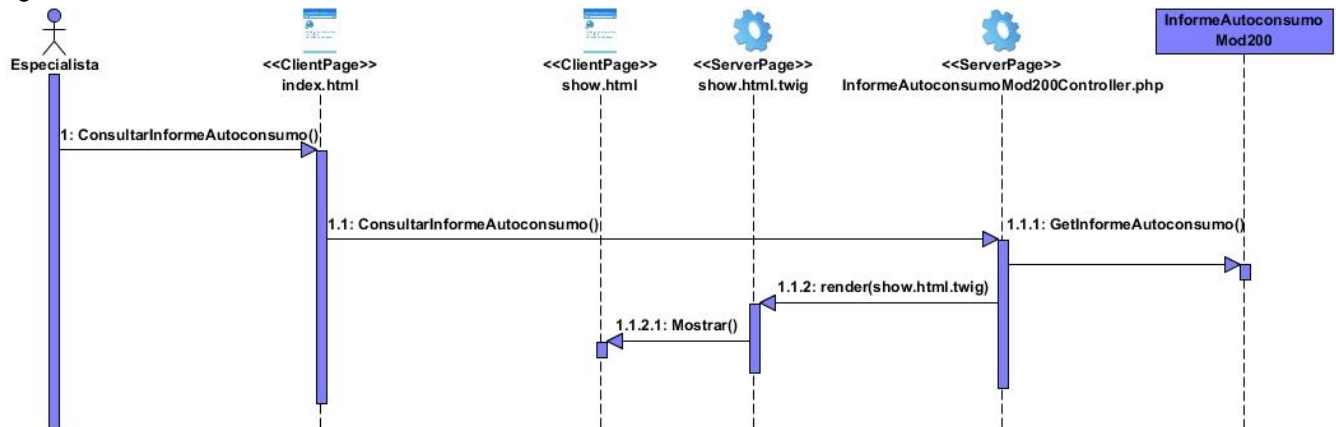 InformeAutoconsumo
Mod200
Especialista
<<ClientPage>>
index.html
<<ClientPage>>
show.html
<<ServerPage>>
show.html.twig
<<ServerPage>>
InformeAutoconsumoMod200Controller.php
1: ConsultarInformeAutoconsumo()
1.1: ConsultarInformeAutoconsumo()
1.1.1: GetInformeAutoconsumo()
1.1.2: render(show.html.twig)
1.1.2.1: Mostrar()